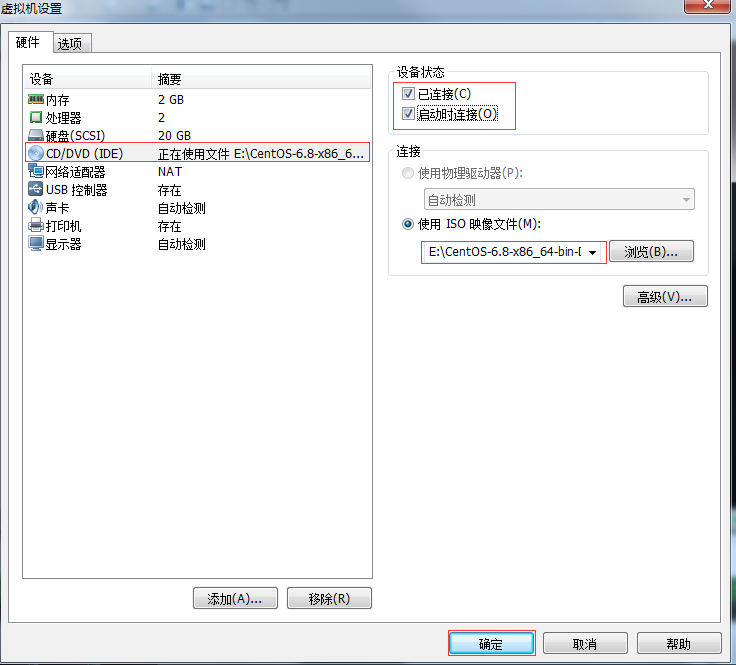 虚拟机设置
硬件 选项
设备 摘要
内存 2 GB
处理器 2
硬盘(SCSI) 20 GB
CD/DVD (IDE) 正在使用文件 E:\CentOS-6.8-x86_6...
网络适配器 NAT
USB 控制器 存在
声卡 自动检测
打印机 存在
显示器 自动检测
添加(A)... 移除(R)
设备状态
已连接(C)
启动时连接(O)
连接
使用物理驱动器(P):
自动检测
使用 ISO 映像文件(M):
E:\CentOS-6.8-x86_64-bin-D 浏览(B)...
高级(V)...
确定 取消 帮助